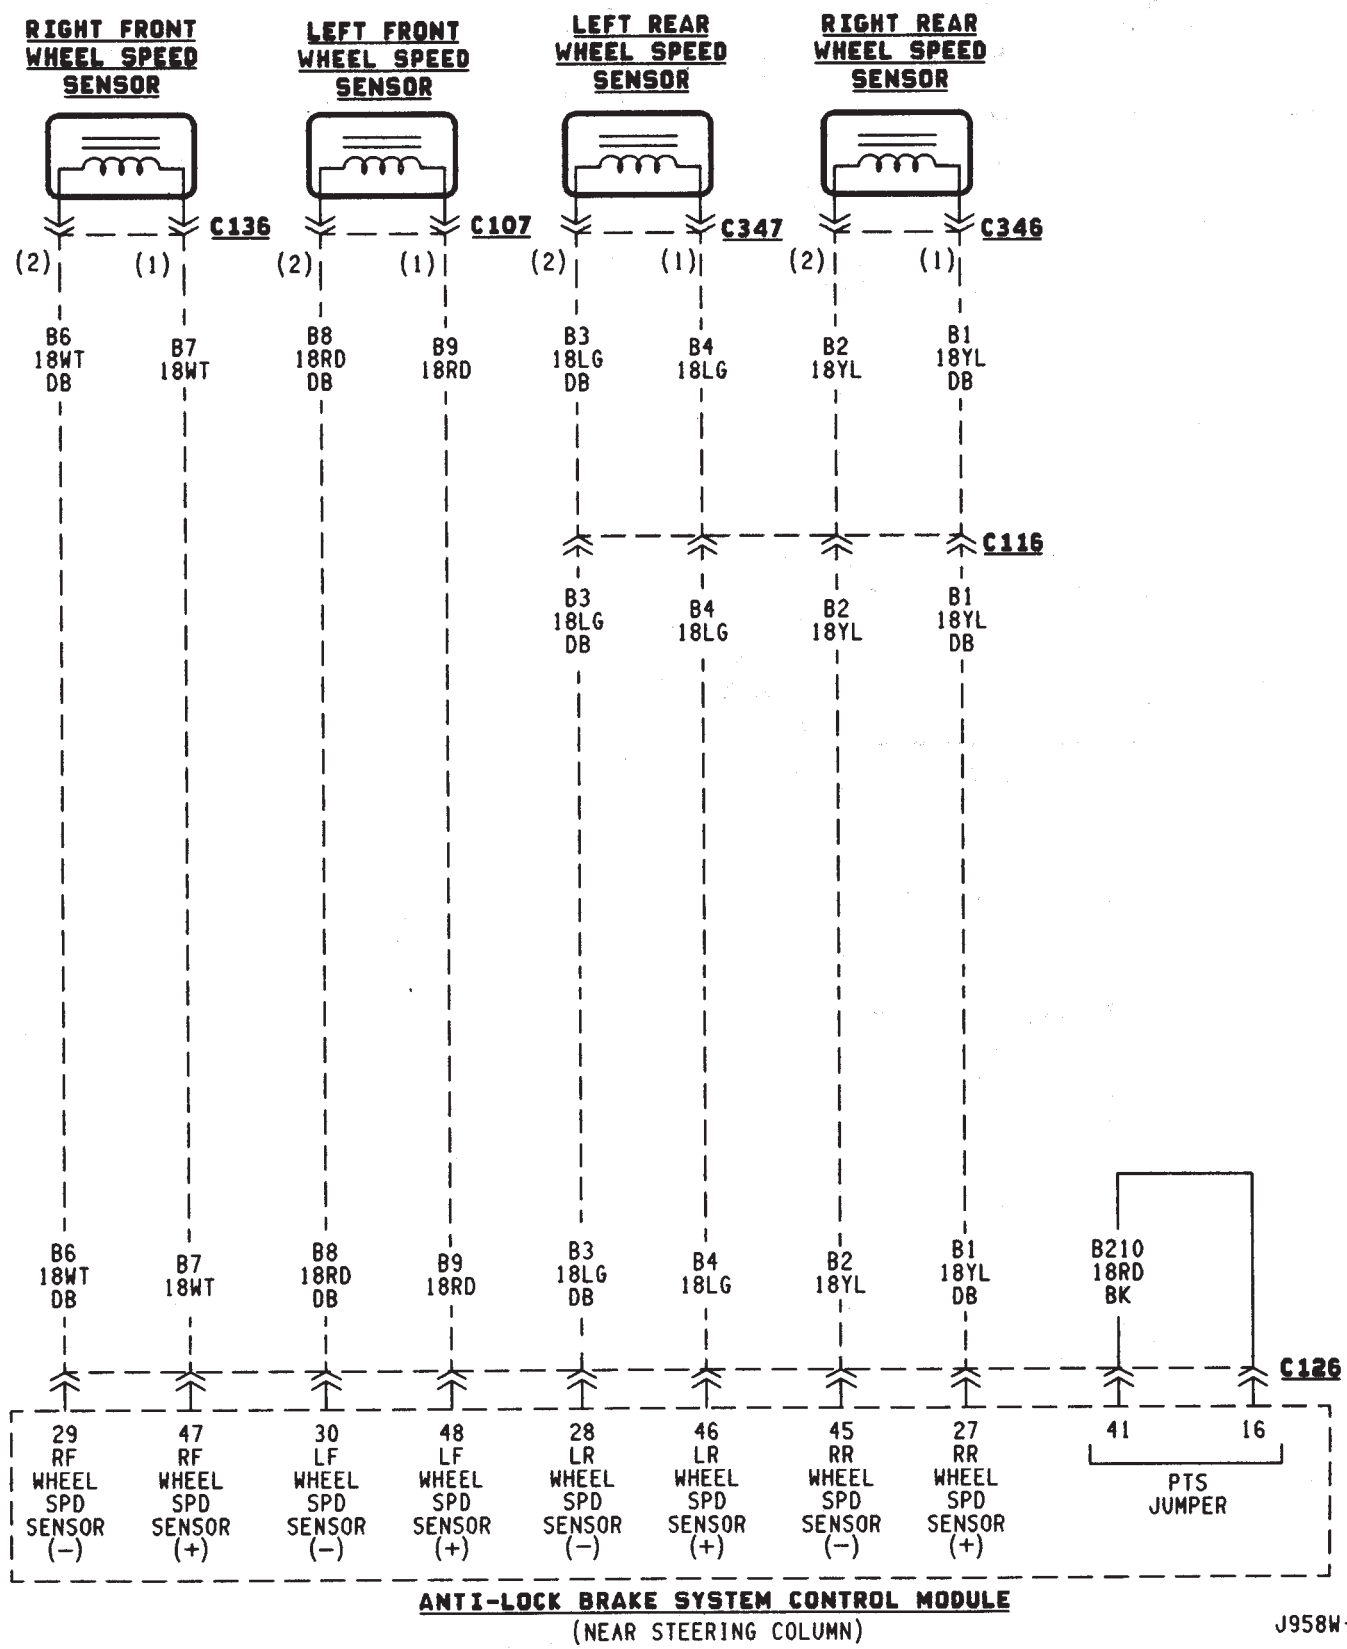 RIGHT FRONT
WHEEL SPEED
SENSOR
LEFT FRONT
WHEEL SPEED
SENSOR
LEFT REAR
WHEEL SPEED
SENSOR
RIGHT REAR
WHEEL SPEED
SENSOR
C136
C107
C347
C346
(2)
(1)
(2)
(1)
(2)
(1)
(2)
(1)
B6
18WT
DB
B7
18WT
B8
18RD
DB
B9
18RD
B3
18LG
DB
B4
18LG
B2
18YL
B1
18YL
DB
C116
B3
18LG
DB
B4
18LG
B2
18YL
B1
18YL
DB
B6
18WT
DB
B7
18WT
B8
18RD
DB
B9
18RD
B3
18LG
DB
B4
18LG
B2
18YL
B1
18YL
DB
B210
18RD
BK
C126
29
RF
WHEEL
SPD
SENSOR
(-)
47
RF
WHEEL
SPD
SENSOR
(+)
30
LF
WHEEL
SPD
SENSOR
(-)
48
LF
WHEEL
SPD
SENSOR
(+)
28
LR
WHEEL
SPD
SENSOR
(-)
46
LR
WHEEL
SPD
SENSOR
(+)
45
RR
WHEEL
SPD
SENSOR
(-)
27
RR
WHEEL
SPD
SENSOR
(+)
41
16
PTS
JUMPER
ANTI-LOCK BRAKE SYSTEM CONTROL MODULE
(NEAR STEERING COLUMN)
J958W-